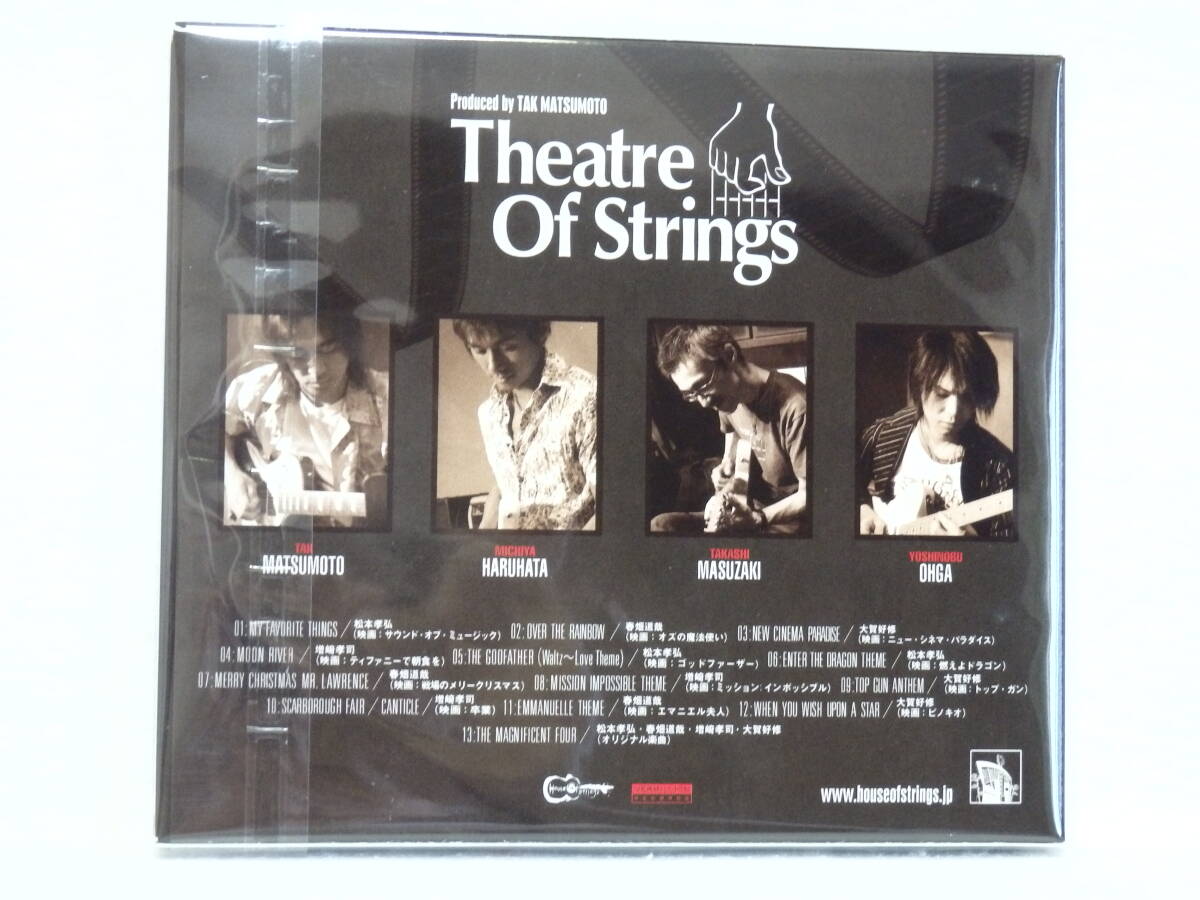 Produced by TAK MATSUMOTO
Theatre
Of Strings
TAK
MATSUMOTO
MICHIYA
HARUHATA
TAKASHI
MASUZAKI
YOSHINOBU
OHGA
01:MY FAVORITE THINGS / 松本孝弘 (映画：サウンド・オブ・ミュージック) 02:OVER THE RAINBOW / 春畑道哉 (映画：オズの魔法使い) 03:NEW CINEMA PARADISE / 大賀好修 (映画：ニュー・シネマ・パラダイス)
04:MOON RIVER / 増崎孝司 (映画：ティファニーで朝食を) 05:THE GODFATHER (Waltz〜Love Theme) / 松本孝弘 (映画：ゴッドファーザー) 06:ENTER THE DRAGON THEME / 松本孝弘 (映画：燃えよドラゴン)
07:MERRY CHRISTMAS MR. LAWRENCE / 春畑道哉 (映画：戦場のメリークリスマス) 08:MISSION IMPOSSIBLE THEME / 増崎孝司 (映画：ミッション：インポッシブル) 09:TOP GUN ANTHEM / 大賀好修 (映画：トップ・ガン)
10:SCARBOROUGH FAIR / CANTICLE / 増崎孝司 (映画：卒業) 11:EMMANUELLE THEME / 春畑道哉 (映画：エマニエル夫人) 12:WHEN YOU WISH UPON A STAR / 大賀好修 (映画：ピノキオ)
13:THE MAGNIFICENT FOUR / 松本孝弘・春畑道哉・増崎孝司・大賀好修 (オリジナル楽曲)
House Of Strings
VERMILLION
RECORDS
www.houseofstrings.jp